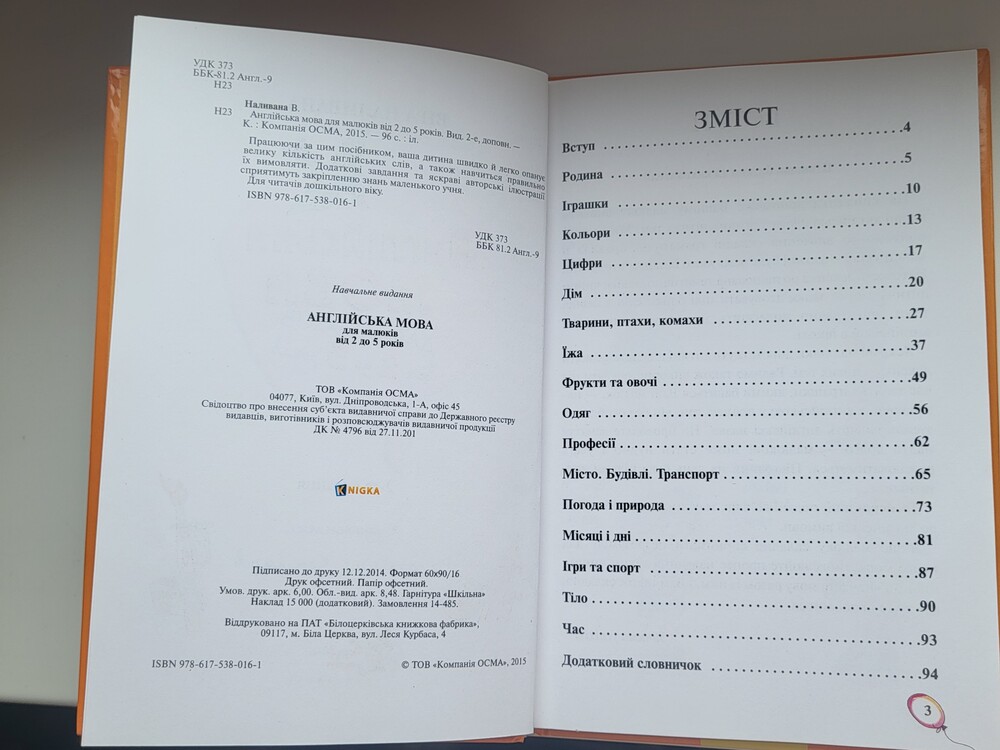 УДК 373
ББК-81.2 Англ.-9
Н23
Наливана В.
Н23 Англійська мова для малюків від 2 до 5 років. Вид. 2-е, доповн. —
К. : Компанія ОСМА, 2015. — 96 с. : іл.
Працюючи за цим посібником, ваша дитина швидко й легко опанує
велику кількість англійських слів, а також навчиться правильно
їх вимовляти. Додаткові завдання та яскраві авторські ілюстрації
сприятимуть закріпленню знань маленького учня.
Для читачів дошкільного віку.
ISBN 978-617-538-016-1
УДК 373
ББК 81.2 Англ.-9
Навчальне видання
АНГЛІЙСЬКА МОВА
для малюків
від 2 до 5 років
ТОВ «Компанія ОСМА»
04077, Київ, вул. Дніпроводська, 1-А, офіс 45
Свідоцтво про внесення суб’єкта видавничої справи до Державного реєстру
видавців, виготівників і розповсюджувачів видавничої продукції
ДК № 4796 від 27.11.201
KNIGKA
Підписано до друку 12.12.2014. Формат 60х90/16
Друк офсетний. Папір офсетний.
Умов. друк. арк. 6,00. Обл.-вид. арк. 8,48. Гарнітура «Шкільна»
Наклад 15 000 (додатковий). Замовлення 14-485.
Віддруковано на ПАТ «Білоцерківська книжкова фабрика»,
09117, м. Біла Церква, вул. Леся Курбаса, 4
ISBN 978-617-538-016-1 © ТОВ «Компанія ОСМА», 2015
ЗМІСТ
Вступ ........................................4
Родина ........................................5
Іграшки ........................................10
Кольори ........................................13
Цифри ........................................17
Дім ........................................20
Тварини, птахи, комахи ........................................27
Їжа ........................................37
Фрукти та овочі ........................................49
Одяг ........................................56
Професії ........................................62
Місто. Будівлі. Транспорт ........................................65
Погода і природа ........................................73
Місяці і дні ........................................81
Ігри та спорт ........................................87
Тіло ........................................90
Час ........................................93
Додатковий словничок ........................................94
3